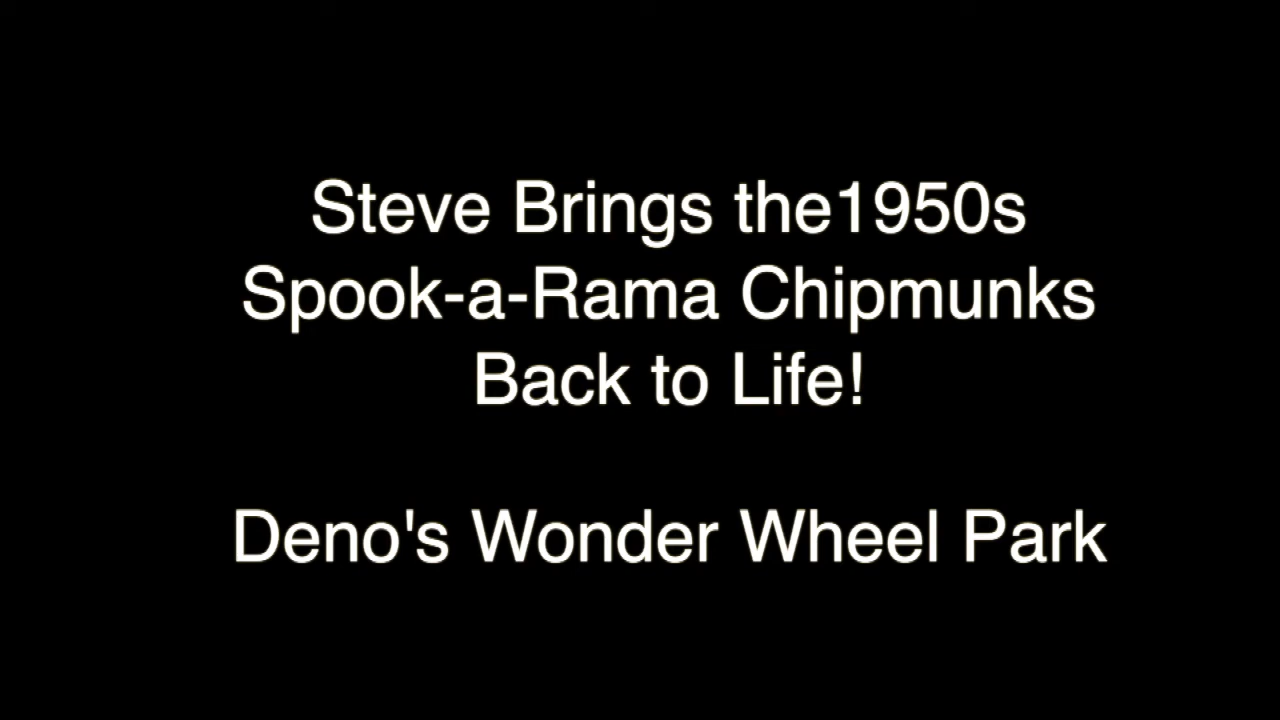 Steve Brings the1950s
Spook-a-Rama Chipmunks
Back to Life!
Deno's Wonder Wheel Park